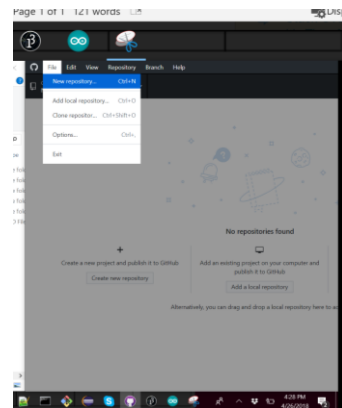 Page 1 of 1 121 words
File Edit View Repository Branch Help
New repository... Ctrl+N
Add local repository... Ctrl+O
Clone repositor... Ctrl+Shift+O
Options... Ctrl+,
Exit
No repositories found
Create a new project and publish it to GitHub
Create new repository
Add an existing project on your computer and
publish it to GitHub
Add a local repository
Alternatively, you can drag and drop a local repository here to
4:28 PM
4/26/2018